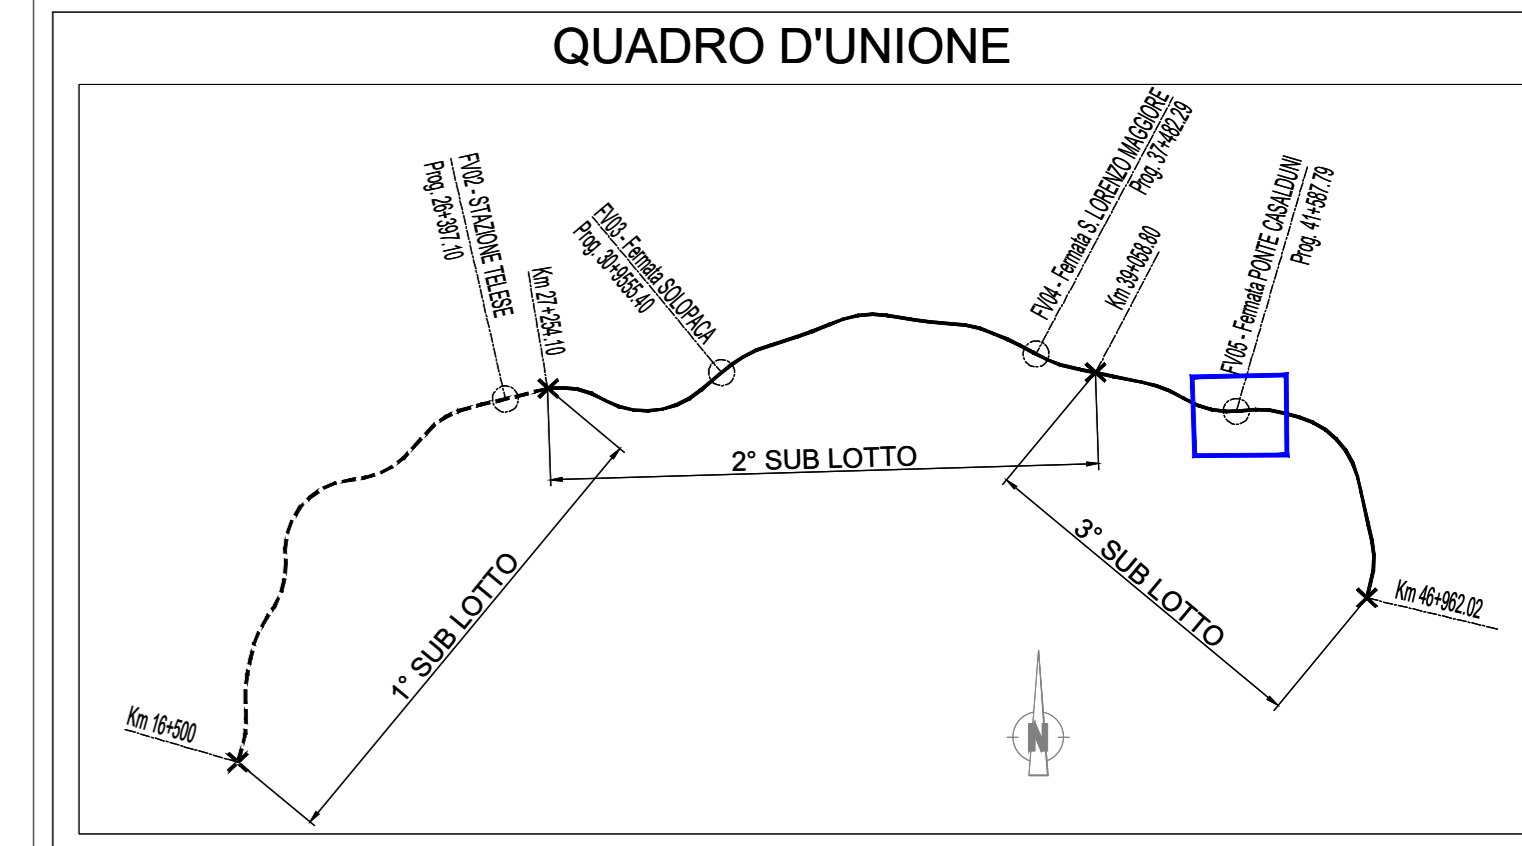 QUADRO D'UNIONE
FV02 - STAZIONE TELESE
Prog. 26+397.10
Km 27+254.10
FV03 - Fermata SOLOPACA
Prog. 30+9555.40
FV04 - Fermata S. LORENZO MAGGIORE
Prog. 37+482.29
Km 39+058.80
FV05 - Fermata PONTE CASALDUNI
Prog. 41+587.79
2° SUB LOTTO
1° SUB LOTTO
3° SUB LOTTO
Km 46+962.02
Km 16+500
N